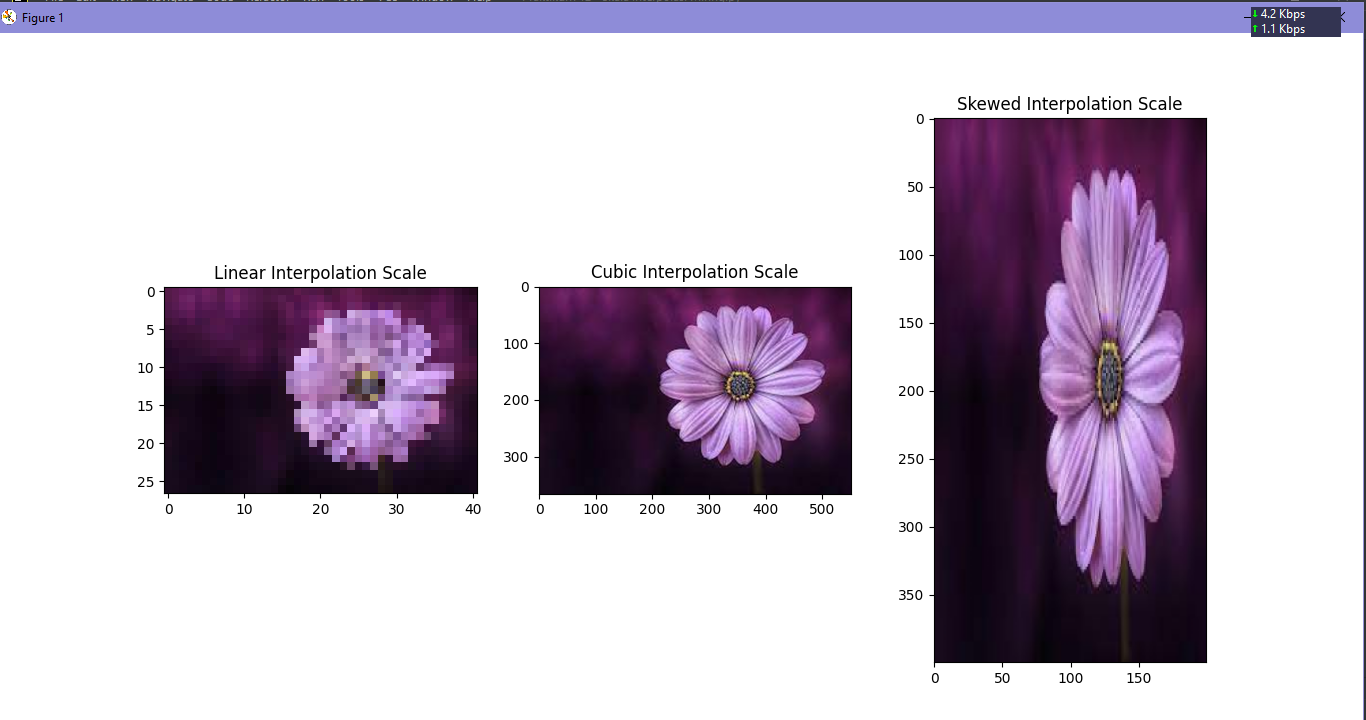 Figure 1
4.2 Kbps
1.1 Kbps
Linear Interpolation Scale
0
5
10
15
20
25
0 10 20 30 40
Cubic Interpolation Scale
0
100
200
300
0 100 200 300 400 500
Skewed Interpolation Scale
0
50
100
150
200
250
300
350
0 50 100 150